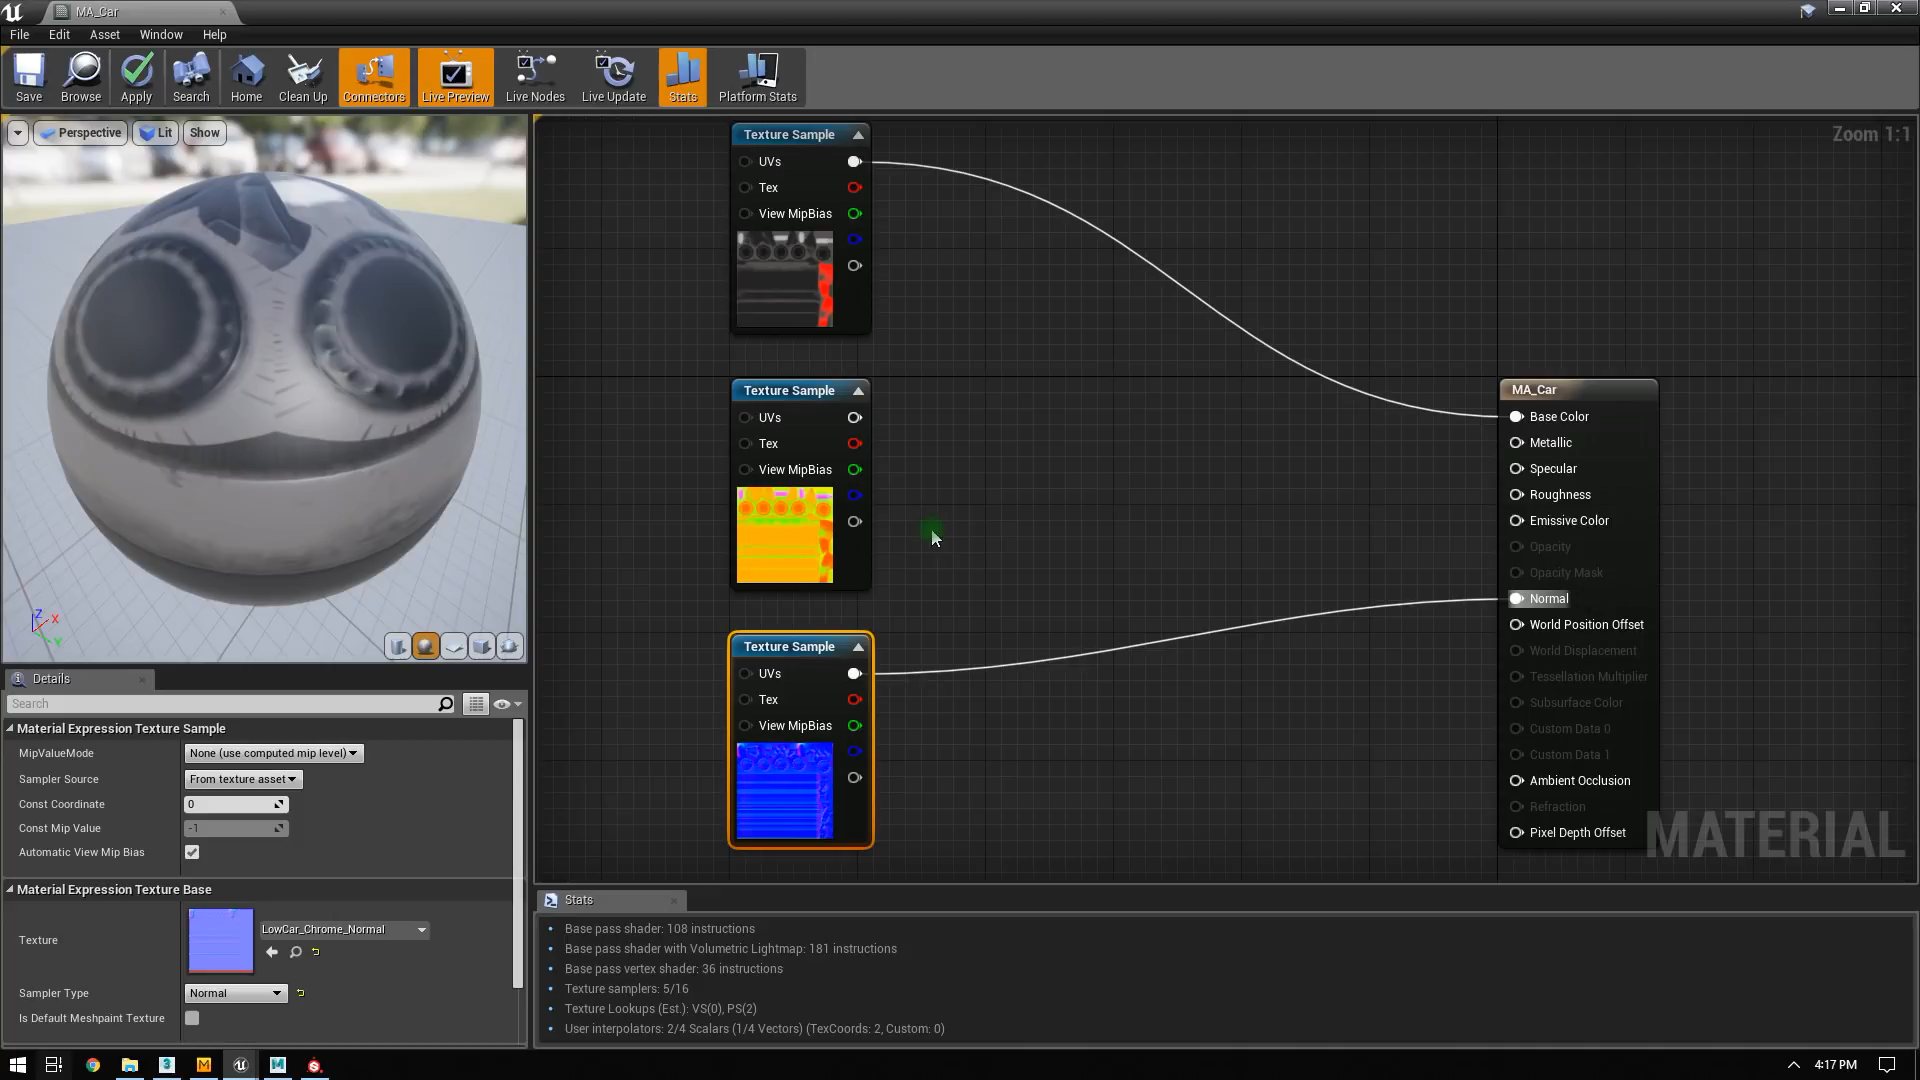 MA_Car
File Edit Asset Window Help
Save Browse Apply Search Home Clean Up Connectors Live Preview Live Nodes Live Update Stats Platform Stats
Perspective Lit Show
Zoom 1:1
Texture Sample
UVs
Tex
View MipBias
Texture Sample
UVs
Tex
View MipBias
Texture Sample
UVs
Tex
View MipBias
MA_Car
Base Color
Metallic
Specular
Roughness
Emissive Color
Opacity
Opacity Mask
Normal
World Position Offset
World Displacement
Tessellation Multiplier
Subsurface Color
Custom Data 0
Custom Data 1
Ambient Occlusion
Refraction
Pixel Depth Offset
MATERIAL
Z
X
Y
Details
Search
Material Expression Texture Sample
MipValueMode None (use computed mip level)
Sampler Source From texture asset
Const Coordinate 0
Const Mip Value -1
Automatic View Mip Bias
Material Expression Texture Base
Texture LowCar_Chrome_Normal
Sampler Type Normal
Is Default Meshpaint Texture
Stats
Base pass shader: 108 instructions
Base pass shader with Volumetric Lightmap: 181 instructions
Base pass vertex shader: 36 instructions
Texture samplers: 5/16
Texture Lookups (Est.): VS(0), PS(2)
User interpolators: 2/4 Scalars (1/4 Vectors) (TexCoords: 2, Custom: 0)
4:17 PM